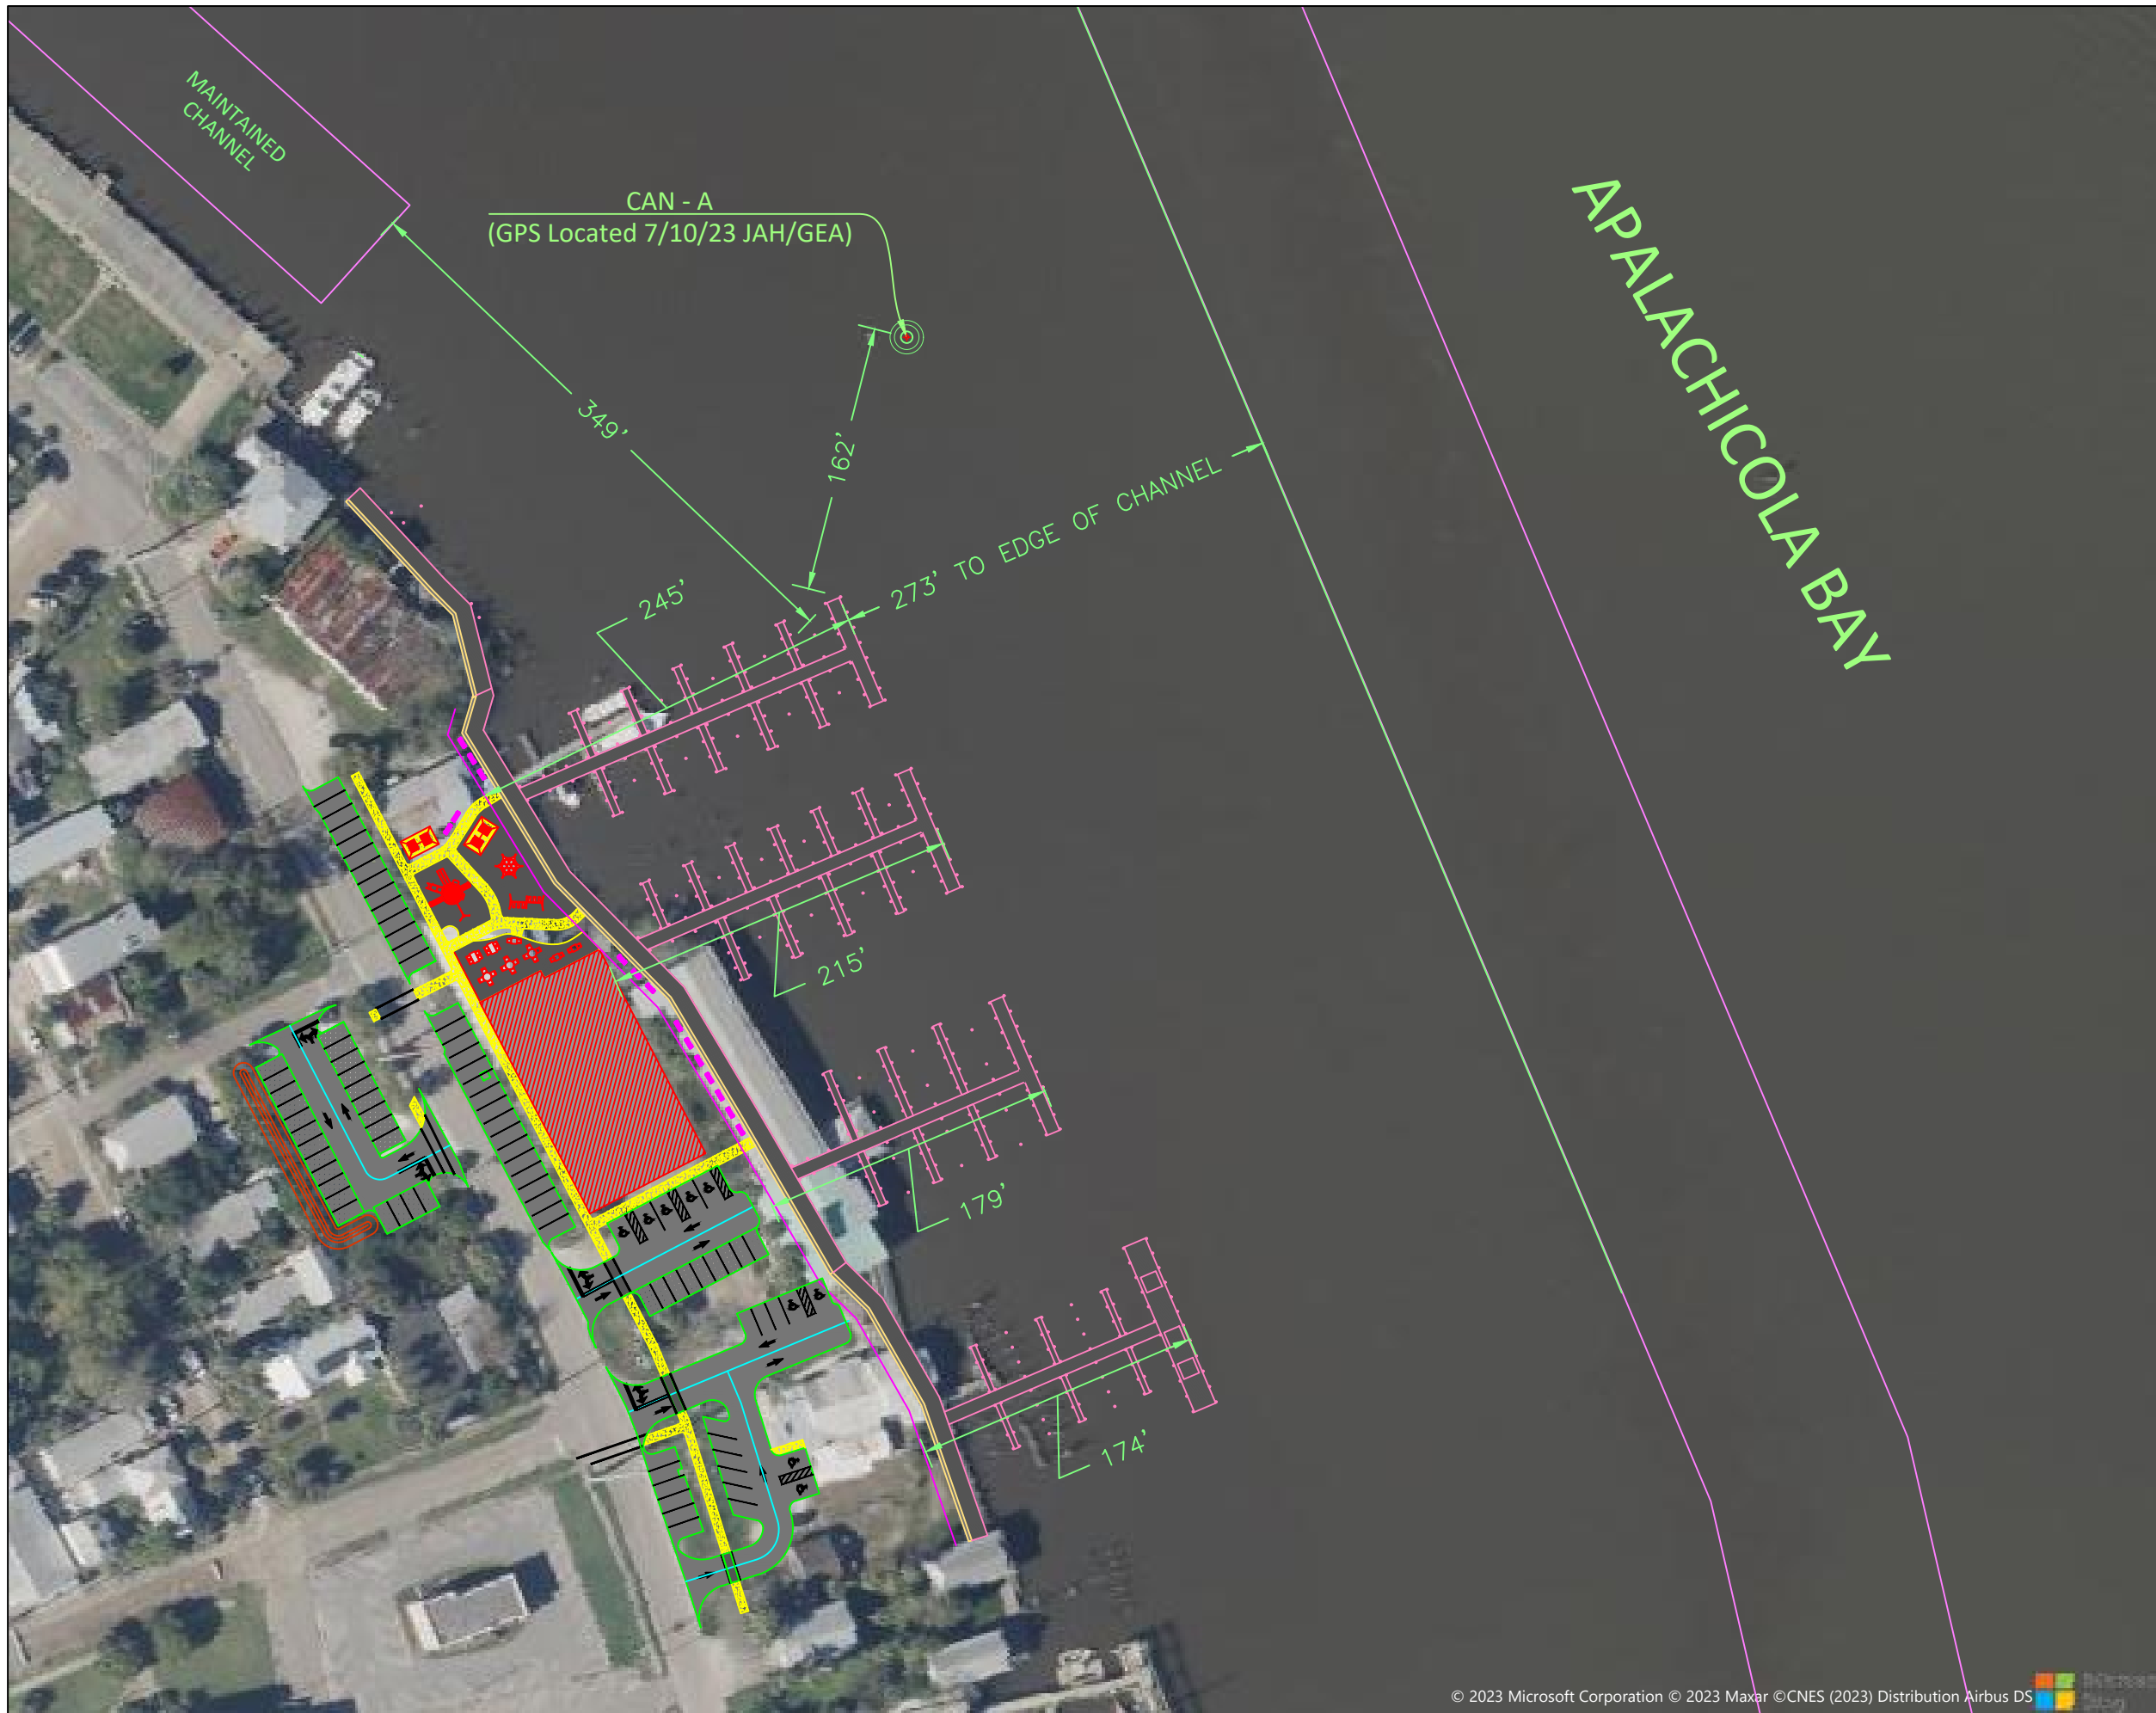 MAINTAINED
CHANNEL
CAN - A
(GPS Located 7/10/23 JAH/GEA)
APALACHICOLA BAY
349'
162'
273' TO EDGE OF CHANNEL
245'
215'
179'
174'
© 2023 Microsoft Corporation © 2023 Maxar ©CNES (2023) Distribution Airbus DS